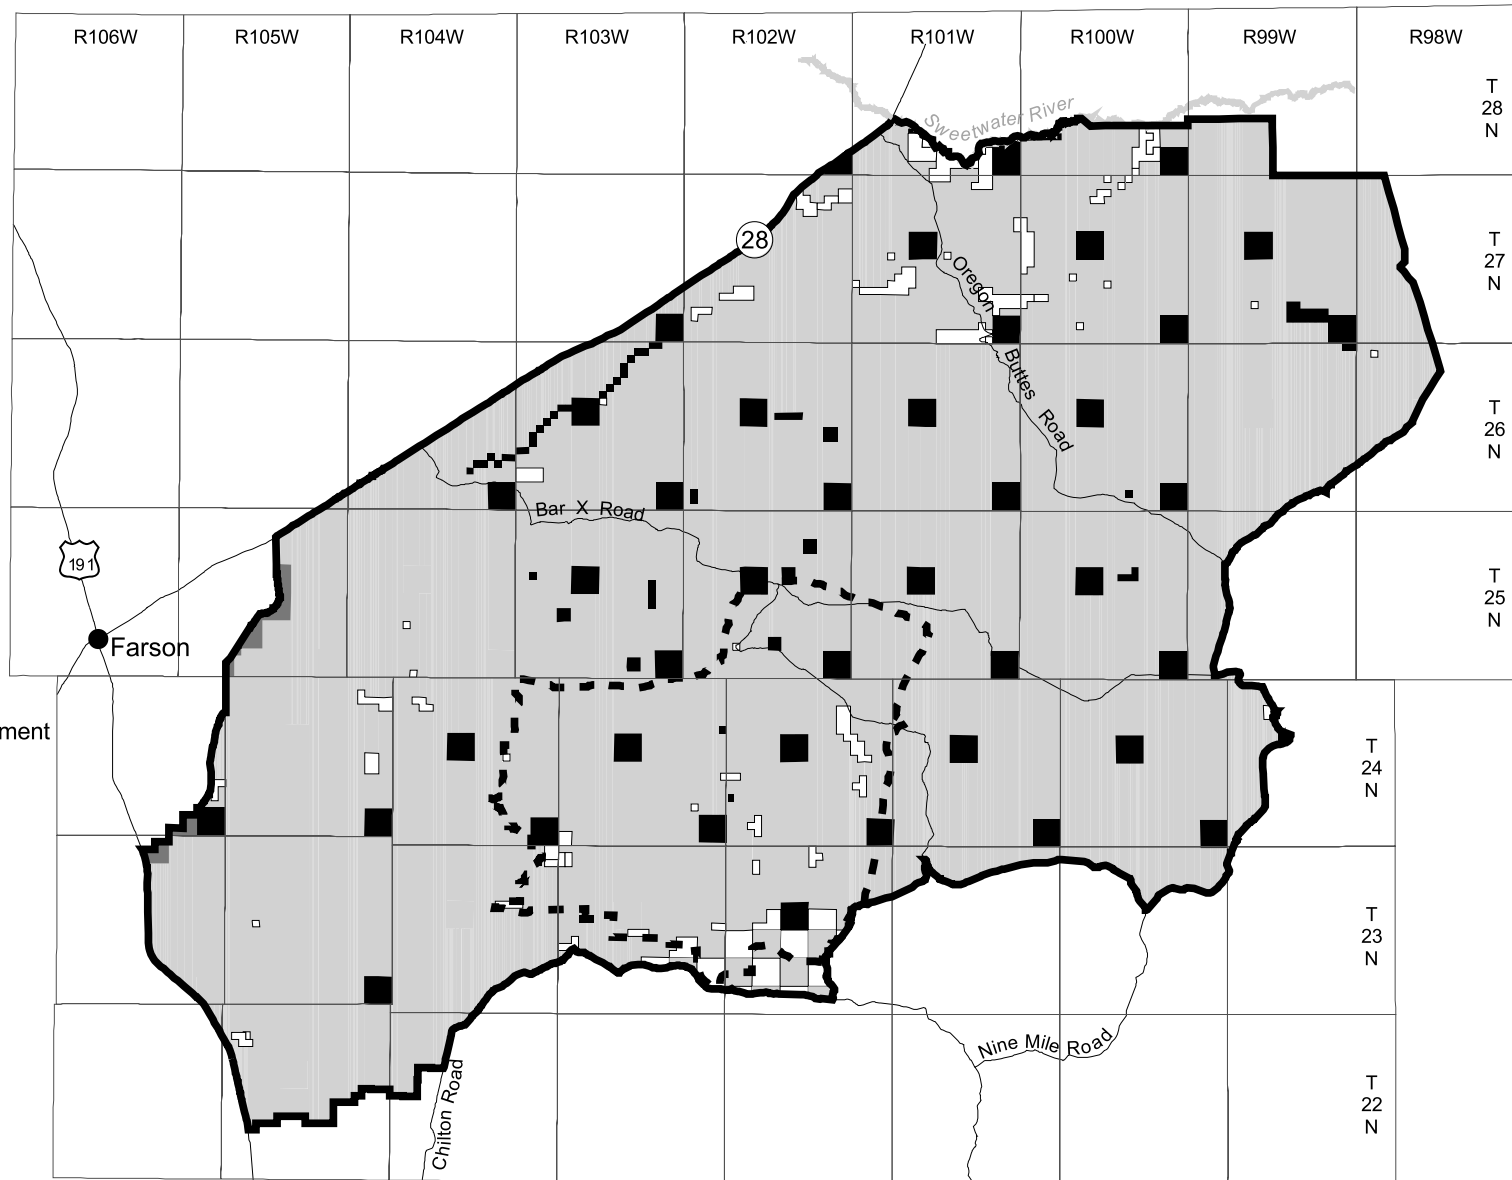 R106W R105W R104W R103W R102W R101W R100W R99W R98W
T
28
N
Sweetwater River
28
T
27
N
Oregon Buttes Road
T
26
N
Bar X Road
191
T
25
N
Farson
ment
T
24
N
T
23
N
Nine Mile Road
Chilton Road
T
22
N